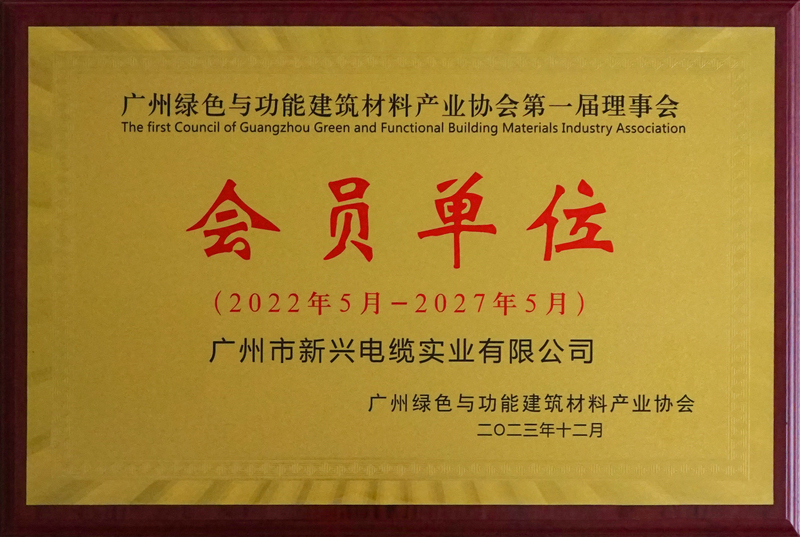 广州绿色与功能建筑材料产业协会第一届理事会
The first Council of Guangzhou Green and Functional Building Materials Industry Association
会员单位
（2022年5月－2027年5月）
广州市新兴电缆实业有限公司
广州绿色与功能建筑材料产业协会
二〇二三年十二月